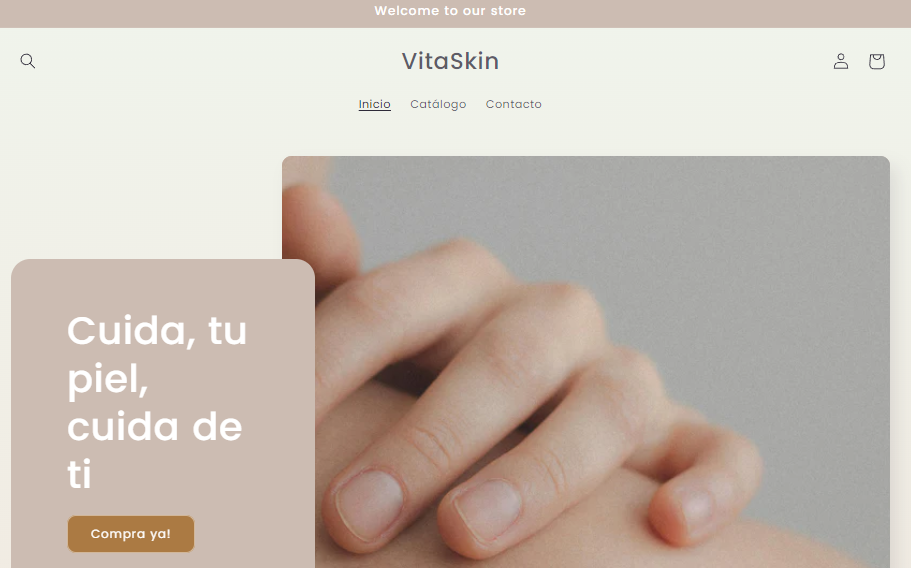 Welcome to our store
VitaSkin
Inicio Catálogo Contacto
Cuida, tu
piel,
cuida de
ti
Compra ya!